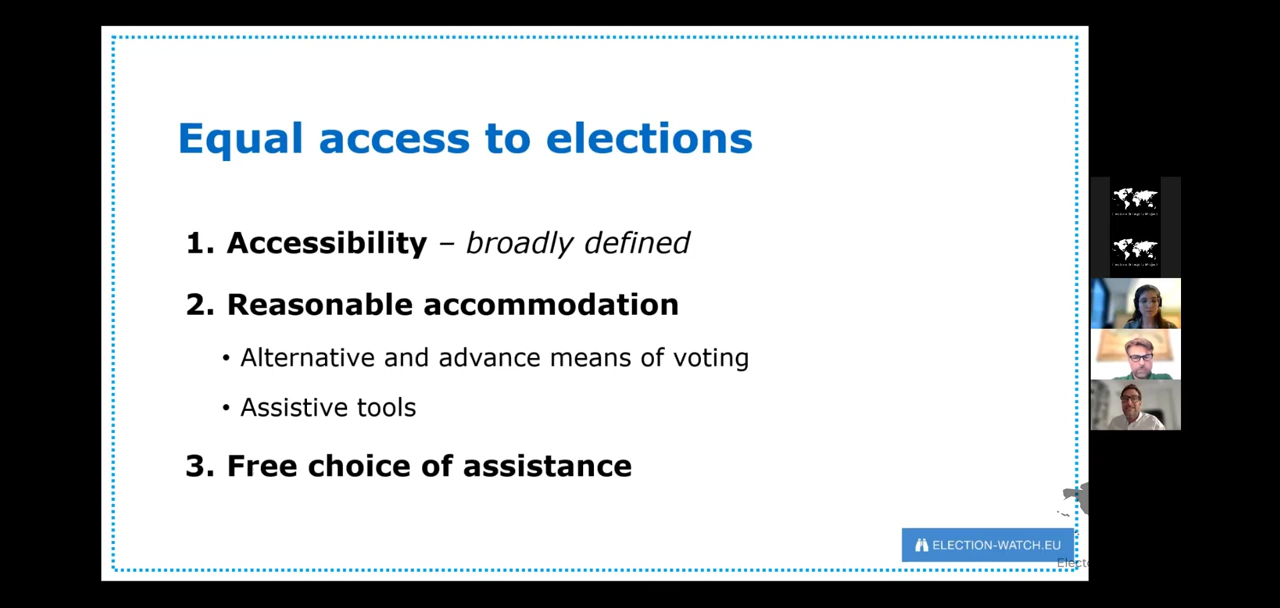 Equal access to elections
1. Accessibility – broadly defined
2. Reasonable accommodation
• Alternative and advance means of voting
• Assistive tools
3. Free choice of assistance
ELECTION-WATCH.EU